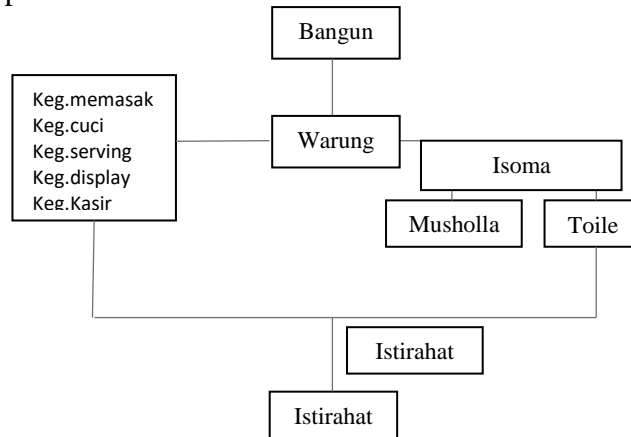 Bangun
Keg.memasak
Keg.cuci
Keg.serving
Keg.display
Keg.Kasir
Warung
Isoma
Musholla
Toile
Istirahat
Istirahat